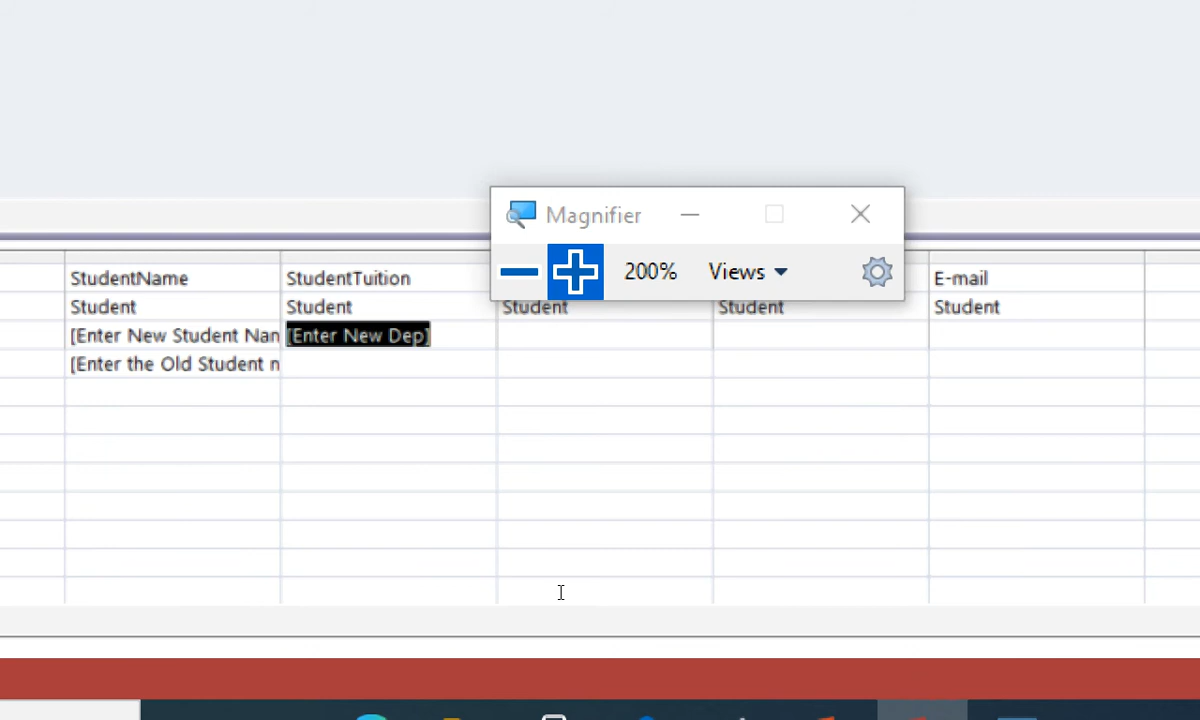 Magnifier
200% Views
StudentName StudentTuition E-mail
Student Student Student Student Student
[Enter New Student Nan [Enter New Dep]
[Enter the Old Student n